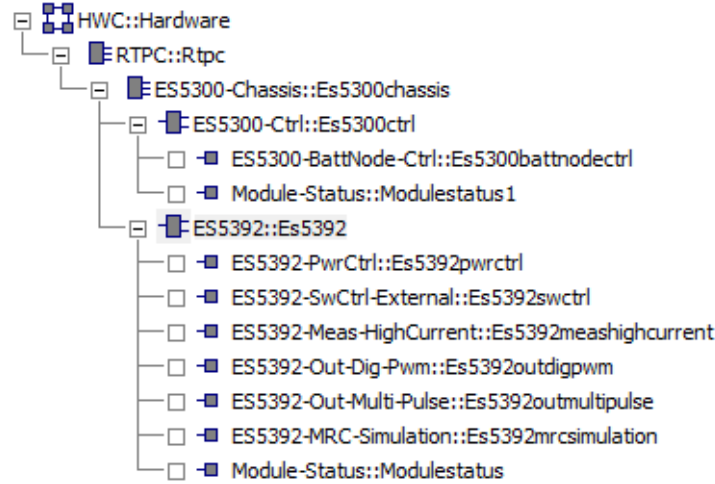 HWC::Hardware
RTPC::Rtpc
ES5300-Chassis::Es5300chassis
ES5300-Ctrl::Es5300ctrl
ES5300-BattNode-Ctrl::Es5300battnodectrl
Module-Status::Modulestatus1
ES5392::Es5392
ES5392-PwrCtrl::Es5392pwrctrl
ES5392-SwCtrl-External::Es5392swctrl
ES5392-Meas-HighCurrent::Es5392meashighcurrent
ES5392-Out-Dig-Pwm::Es5392outdigpwm
ES5392-Out-Multi-Pulse::Es5392outmultipulse
ES5392-MRC-Simulation::Es5392mrcsimulation
Module-Status::Modulestatus